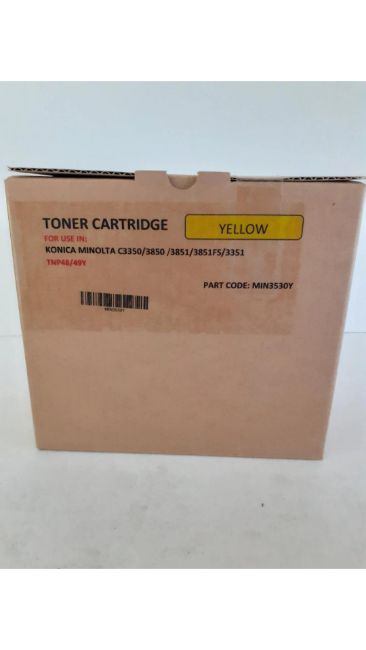 TONER CARTRIDGE YELLOW
FOR USE IN:
KONICA MINOLTA C3350/3850 /3851/3851FS/3351
TNP48/49Y
PART CODE: MIN3530Y